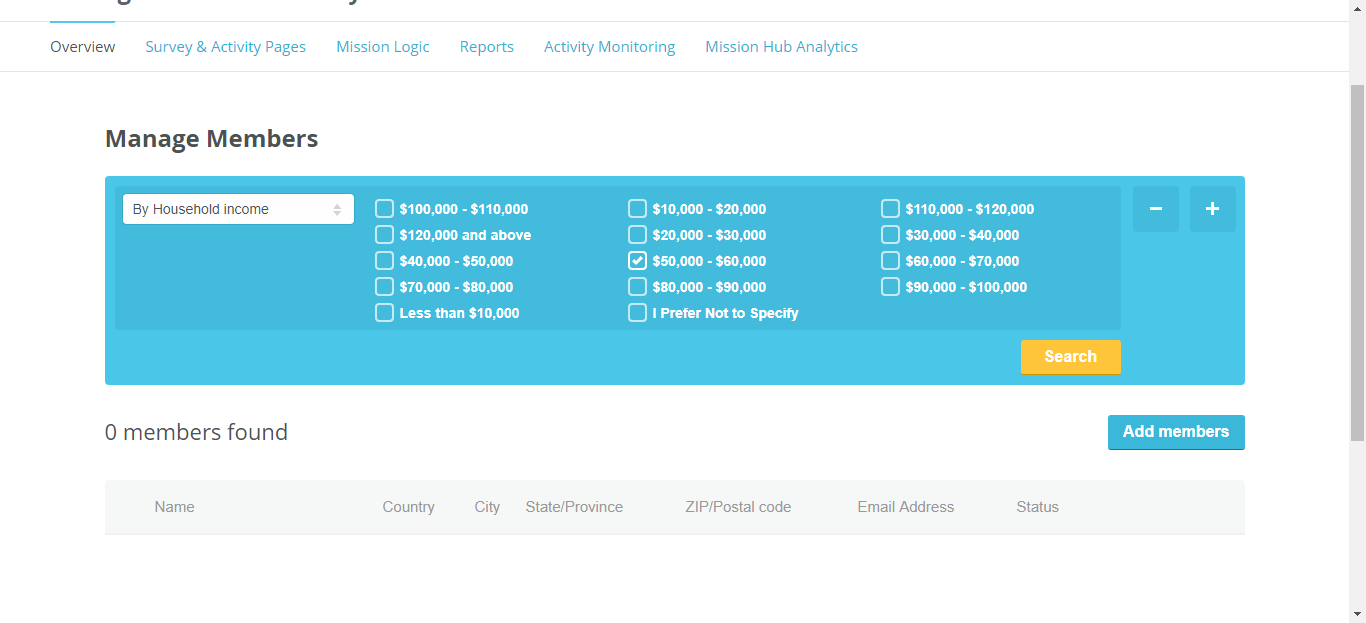 Overview Survey & Activity Pages Mission Logic Reports Activity Monitoring Mission Hub Analytics
Manage Members
By Household income
$100,000 - $110,000 $10,000 - $20,000 $110,000 - $120,000
$120,000 and above $20,000 - $30,000 $30,000 - $40,000
$40,000 - $50,000 $50,000 - $60,000 $60,000 - $70,000
$70,000 - $80,000 $80,000 - $90,000 $90,000 - $100,000
Less than $10,000 I Prefer Not to Specify
Search
0 members found
Add members
Name Country City State/Province ZIP/Postal code Email Address Status